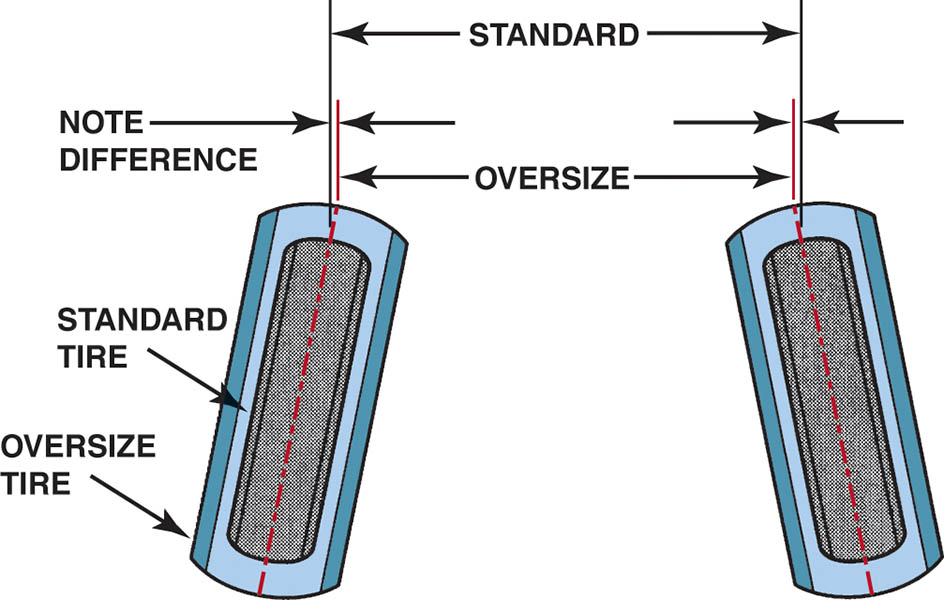 STANDARD
NOTE
DIFFERENCE
OVERSIZE
STANDARD
TIRE
OVERSIZE
TIRE